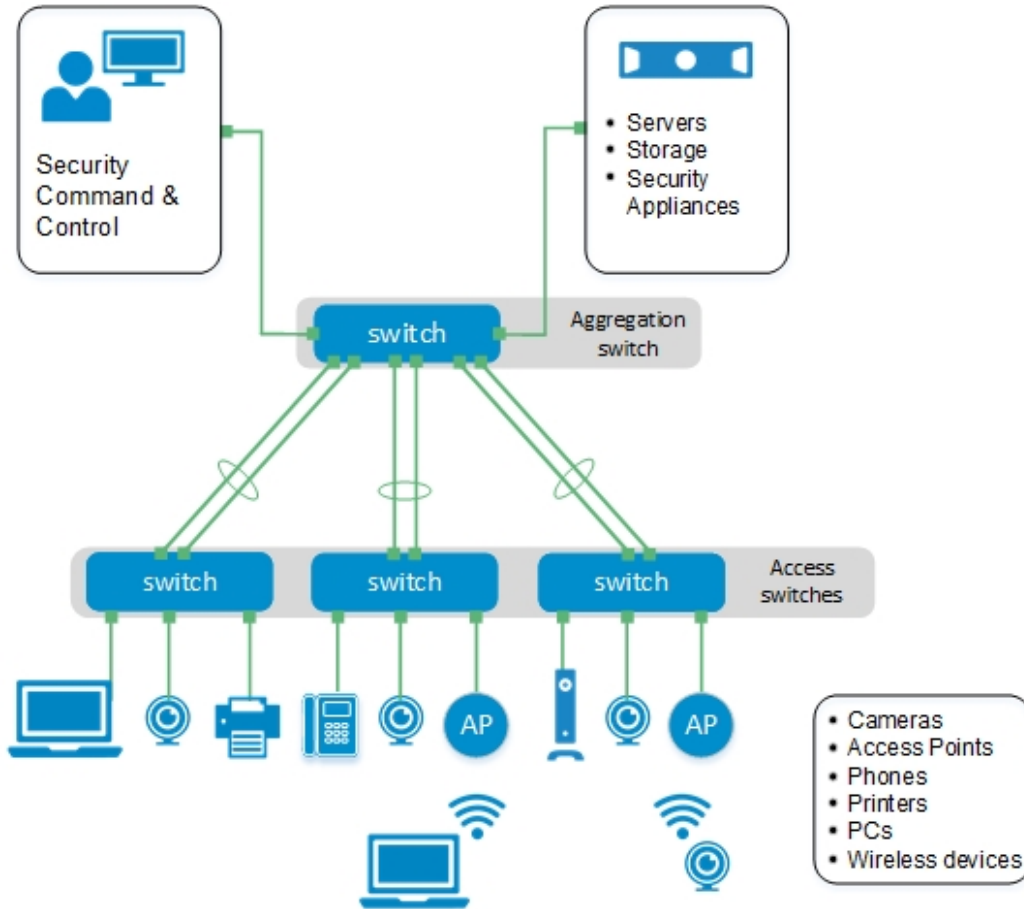 Security
Command &
Control
• Servers
• Storage
• Security
Appliances
switch
Aggregation
switch
switch
switch
switch
Access
switches
AP
AP
• Cameras
• Access Points
• Phones
• Printers
• PCs
• Wireless devices